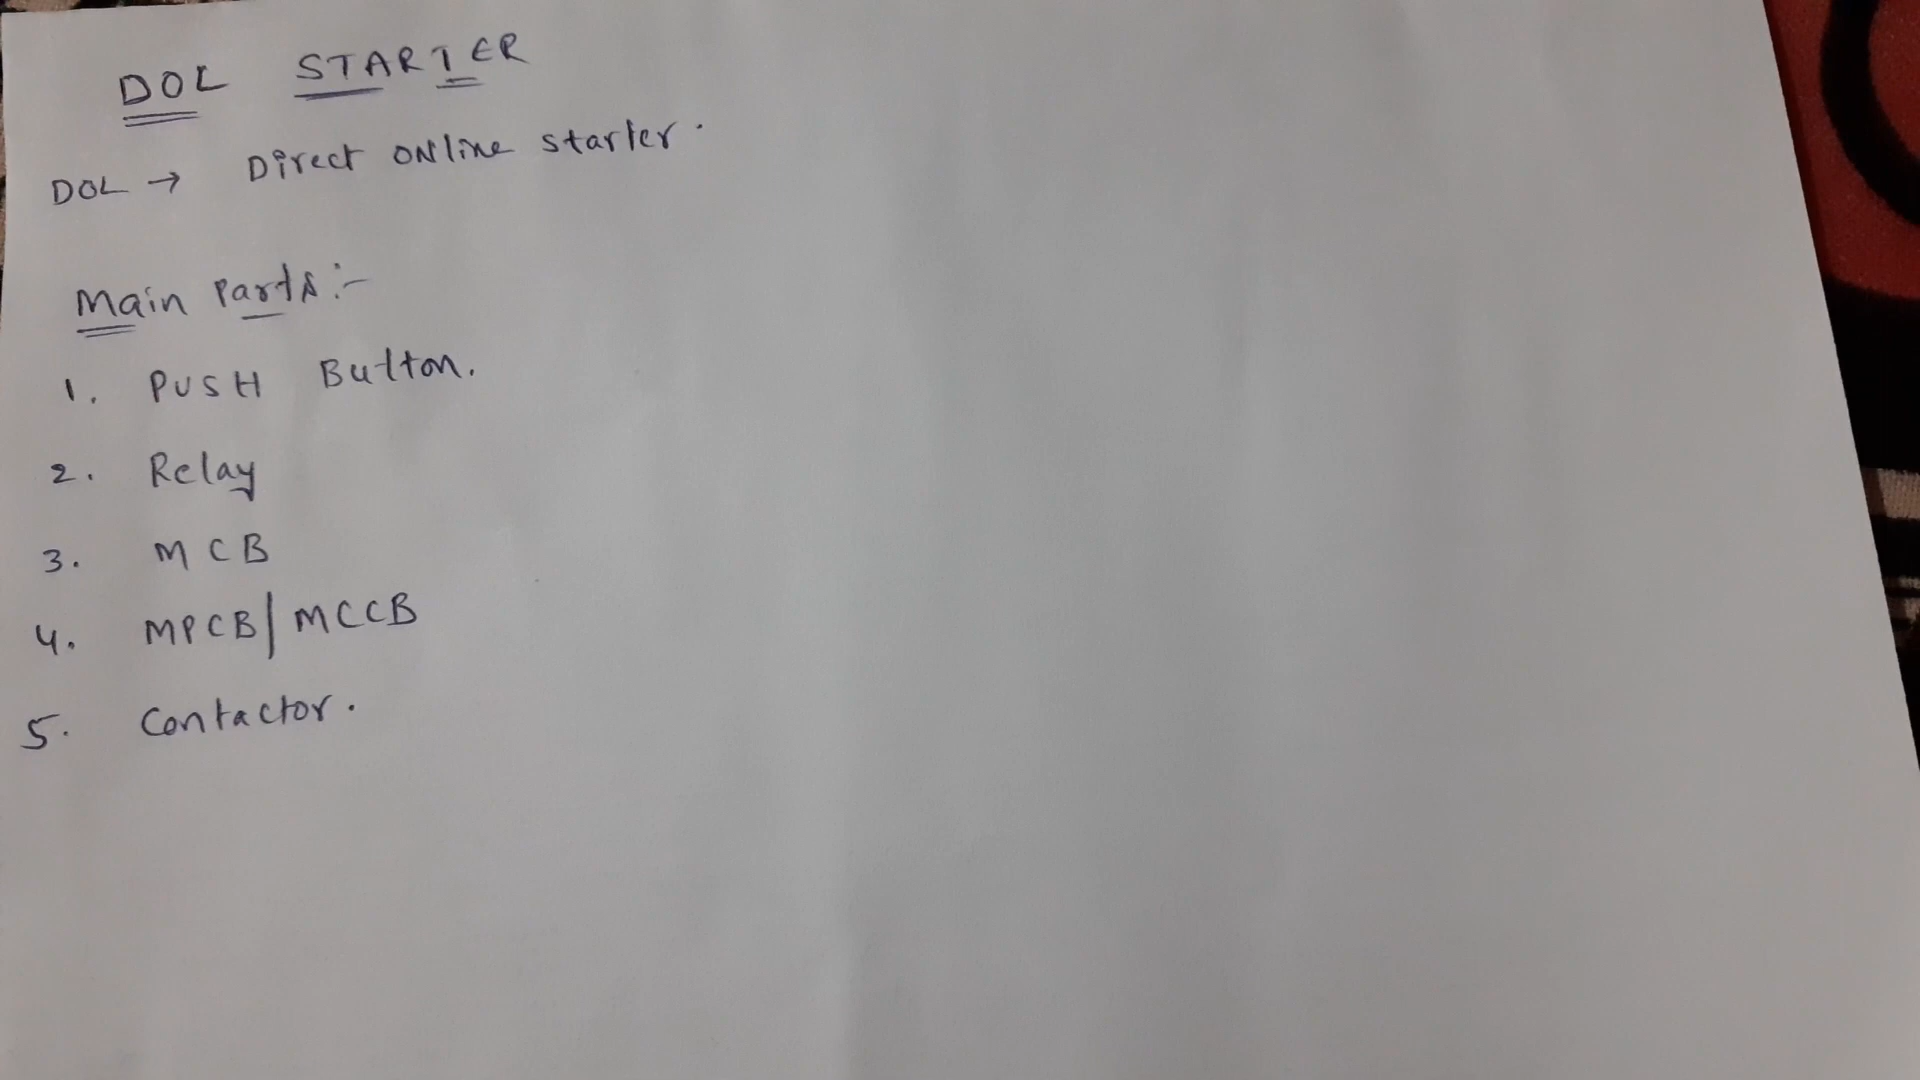 DOL STARTER
DOL → Direct ONline starter.
Main Parts:-
1. PUSH Button.
2. Relay
3. MCB
4. MPCB/MCCB
5. Contactor.